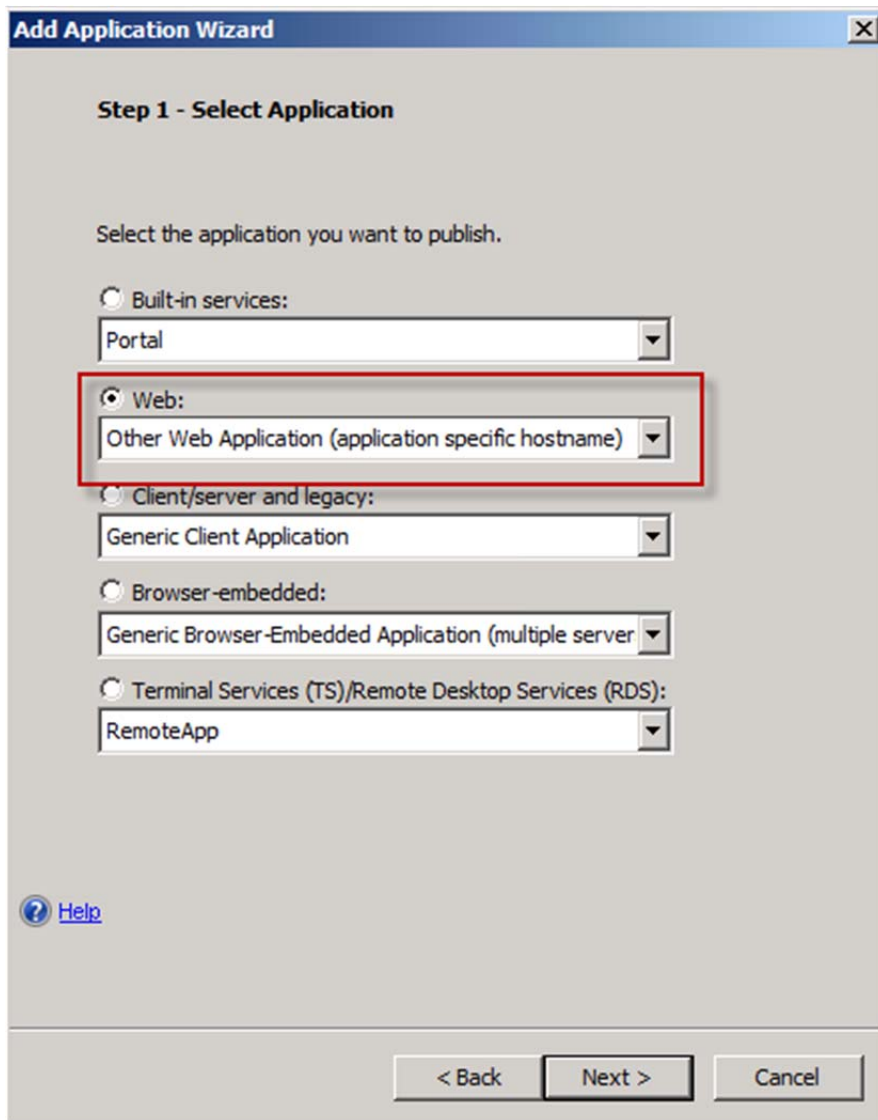 Add Application Wizard
Step 1 - Select Application
Select the application you want to publish.
Built-in services:
Portal
Web:
Other Web Application (application specific hostname)
Client/server and legacy:
Generic Client Application
Browser-embedded:
Generic Browser-Embedded Application (multiple server
Terminal Services (TS)/Remote Desktop Services (RDS):
RemoteApp
Help
< Back Next > Cancel